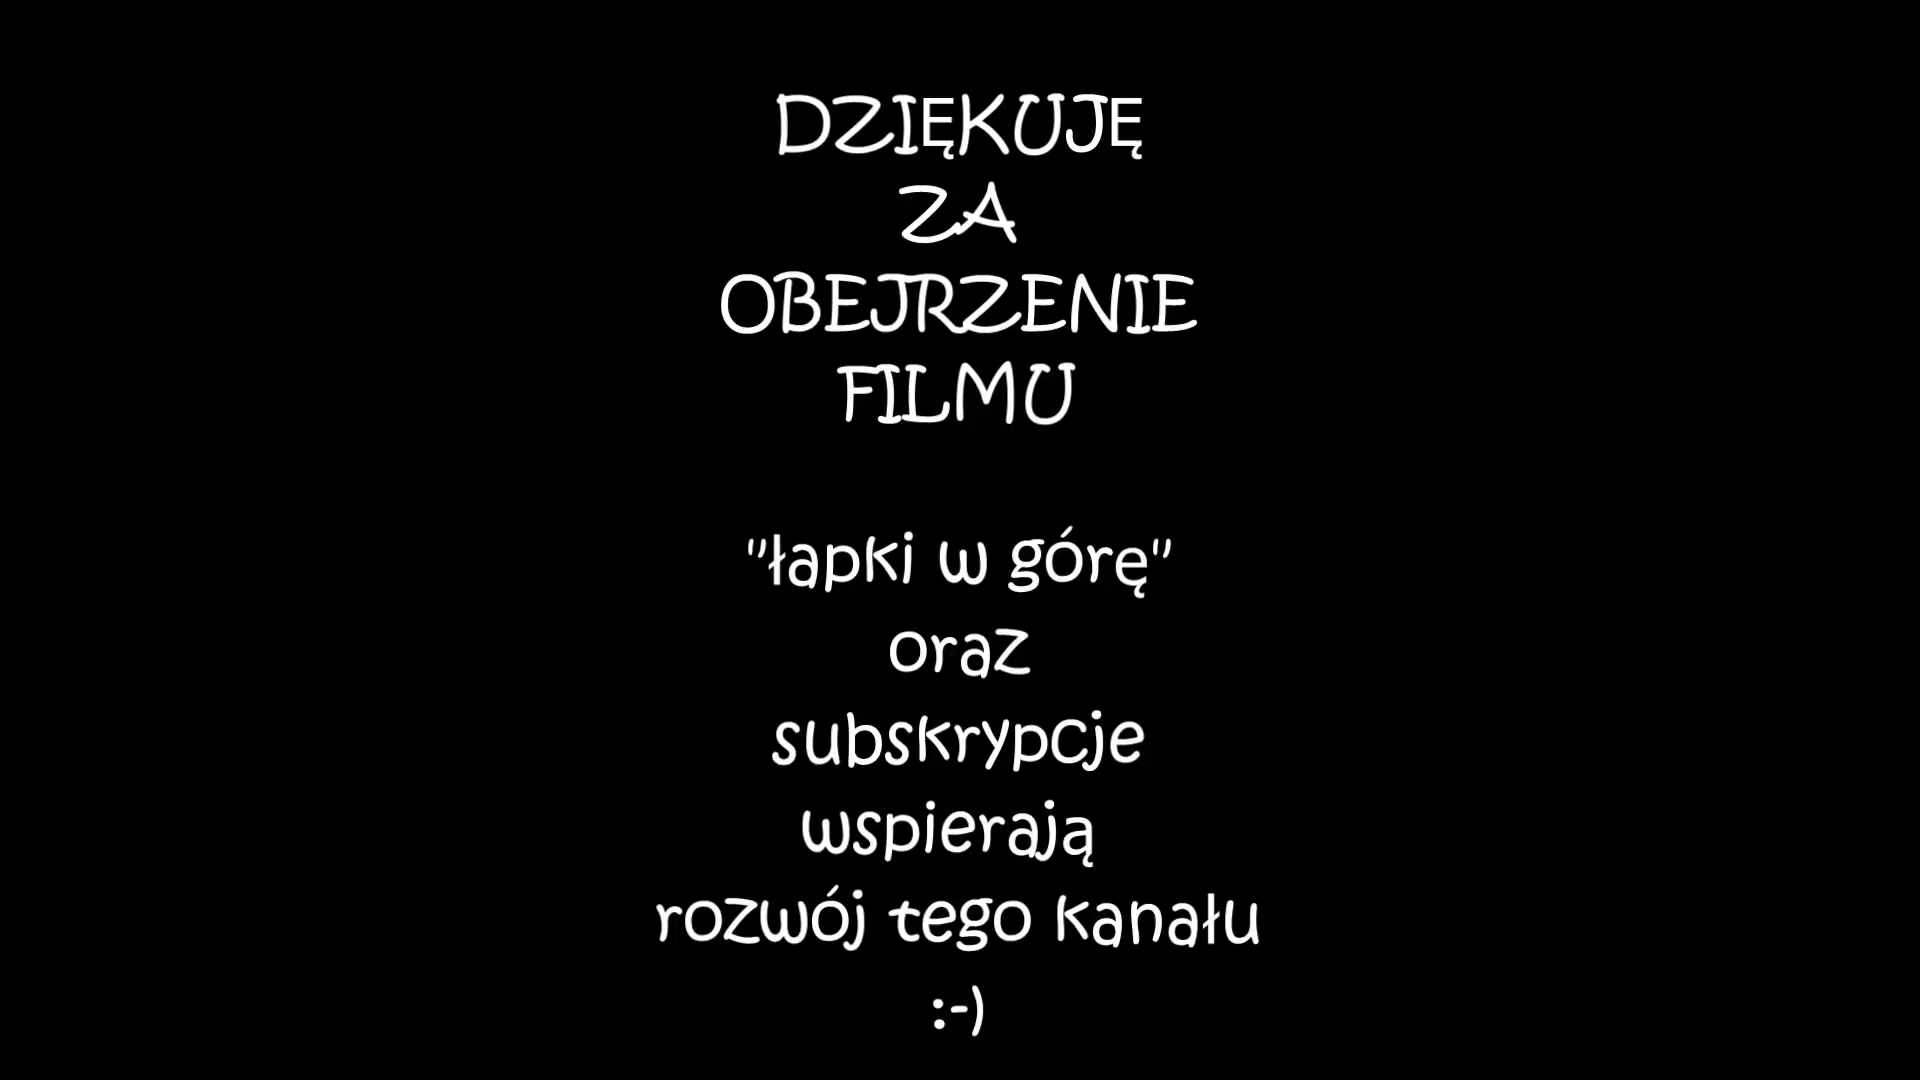 DZIĘKUJĘ
ZA
OBEJRZENIE
FILMU
"łapki w górę"
oraz
subskrypcje
wspierają
rozwój tego kanału
:-)